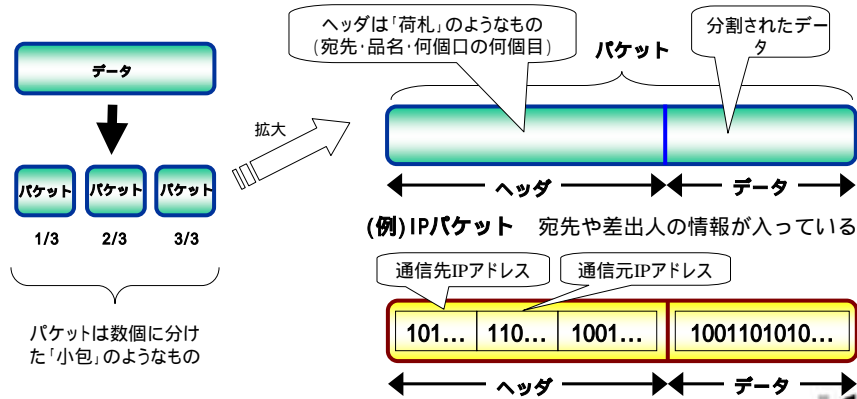 データ
パケット
パケット
パケット
1/3
2/3
3/3
パケットは数個に分け
た「小包」のようなもの
拡大
ヘッダは「荷札」のようなもの
(宛先・品名・何個口の何個目)
パケット
分割されたデー
タ
ヘッダ
データ
(例)IPパケット 宛先や差出人の情報が入っている
通信先IPアドレス
通信元IPアドレス
101...
110...
1001...
1001101010...
ヘッダ
データ